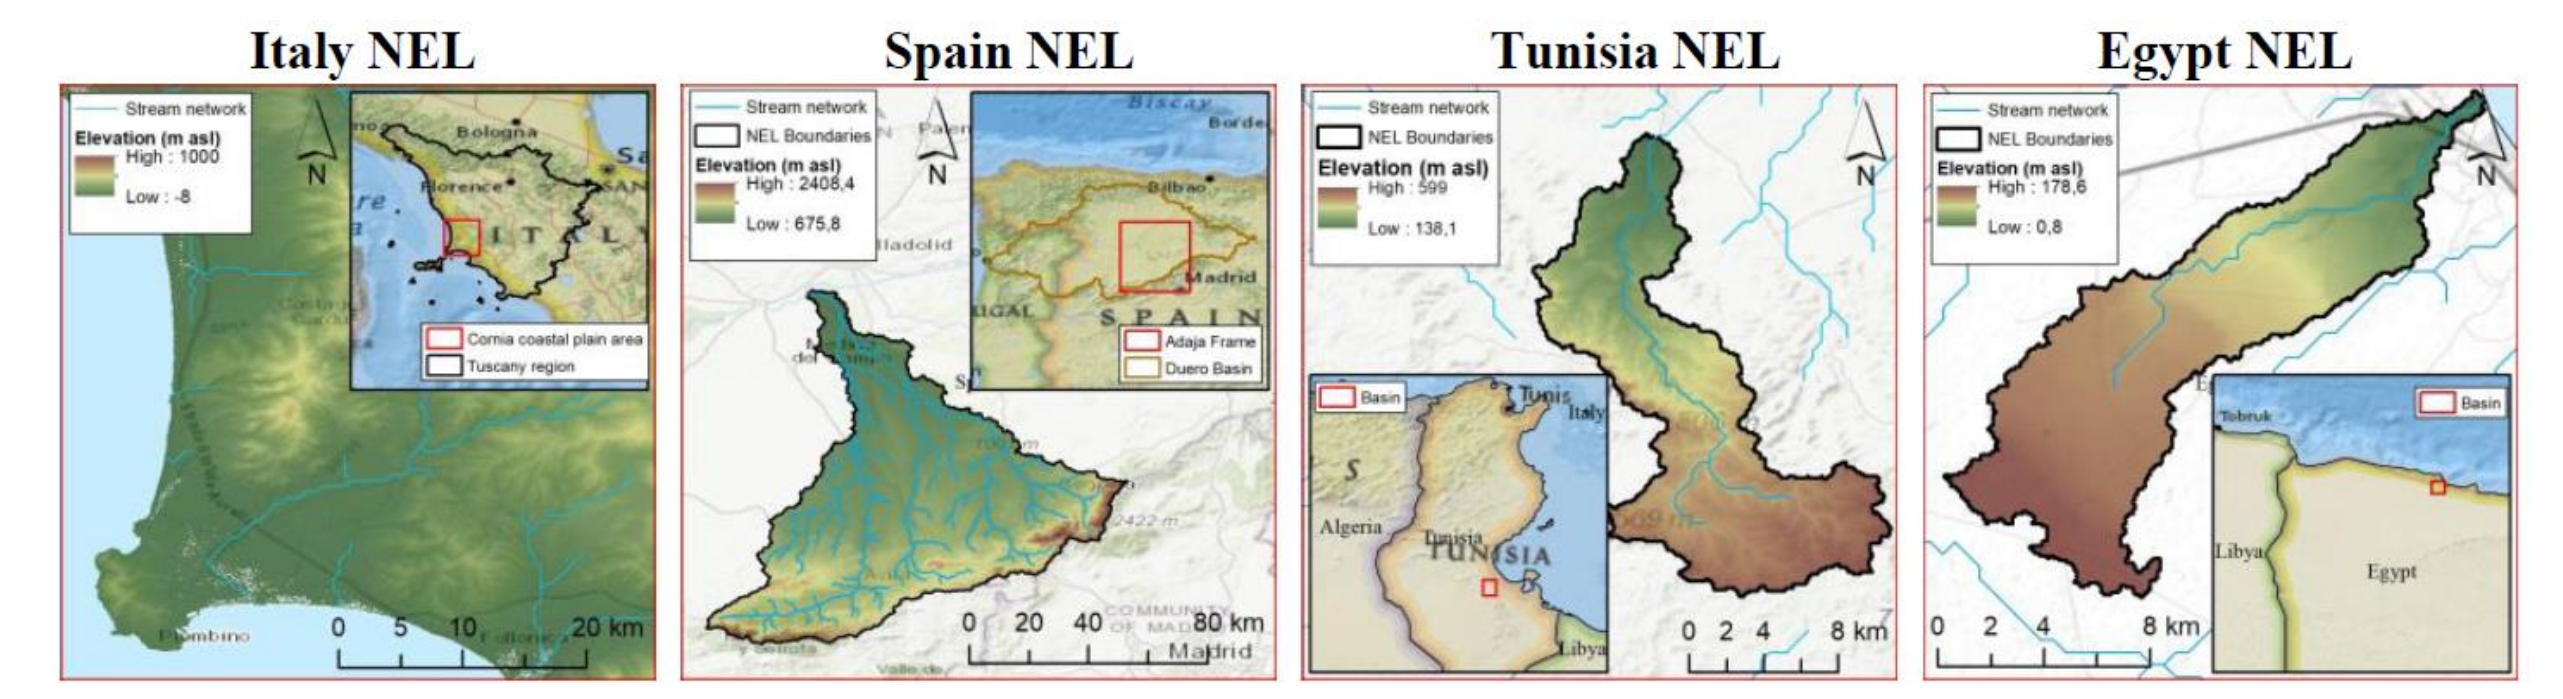 Italy NEL
Stream network
Elevation (m asl)
High : 1000
Low : -8
N
Bologna
Florence
ITALY
Cornia coastal plain area
Tuscany region
Piombino
0 5 10 20 km
Spain NEL
Stream network
NEL Boundaries
Elevation (m asl)
High : 2408,4
Low : 675,8
N
Biscay
Bilbao
Madrid
SPAIN
Adaja Frame
Duero Basin
2422 m
COMMUNITY
0 20 40 80 km
Madrid
Tunisia NEL
Stream network
NEL Boundaries
Elevation (m asl)
High : 599
Low : 138,1
N
Basin
Tunis
Italy
S
Algeria
Tunisia
TUNISIA
Libya
0 2 4 8 km
Egypt NEL
Stream network
NEL Boundaries
Elevation (m asl)
High : 178,6
Low : 0,8
N
Basin
Tobruk
Libya
Egypt
0 2 4 8 km